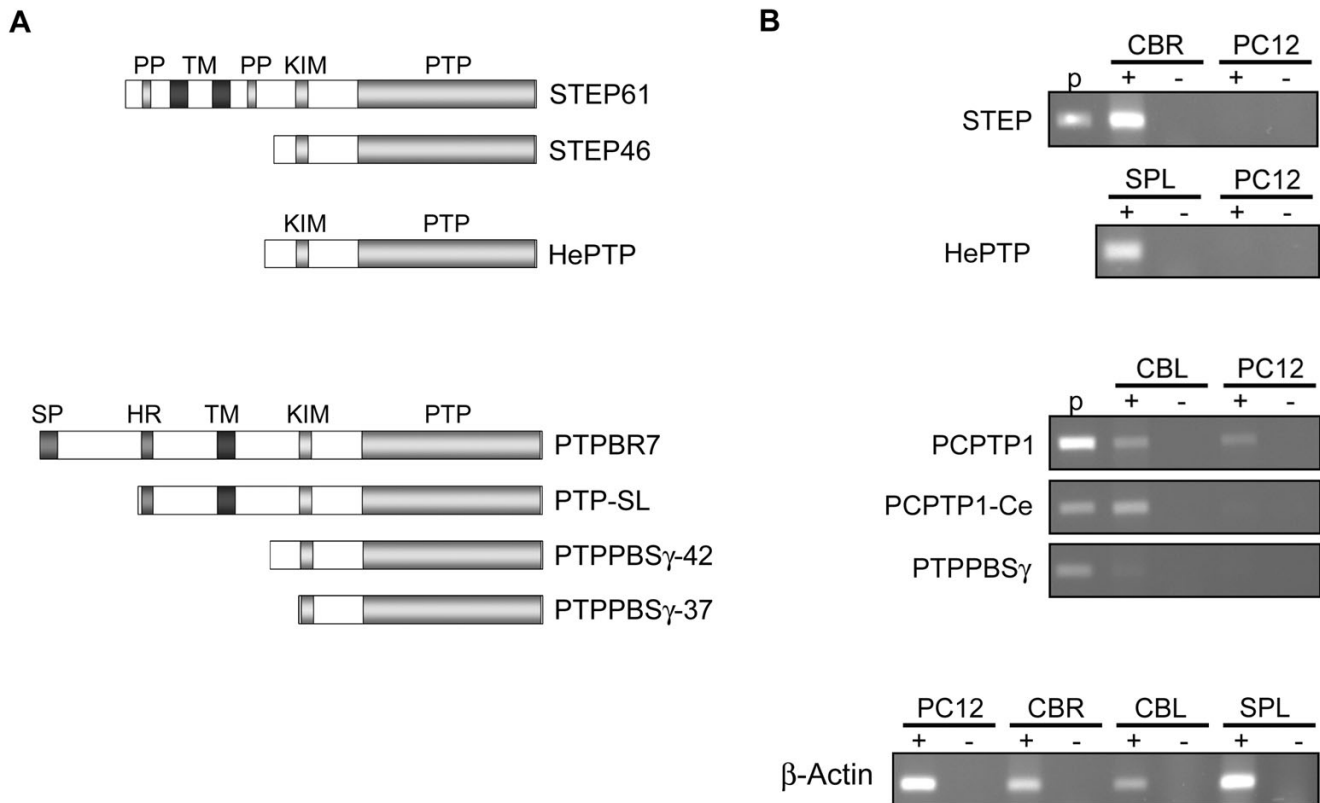 A
PP TM PP KIM PTP
STEP61
STEP46
KIM PTP
HePTP
SP HR TM KIM PTP
PTPBR7
PTP-SL
PTPPBSγ-42
PTPPBSγ-37
B
CBR PC12
p + - + -
STEP
SPL PC12
+ - + -
HePTP
CBL PC12
p + - + -
PCPTP1
PCPTP1-Ce
PTPPBSγ
PC12 CBR CBL SPL
+ - + - + - + -
β-Actin